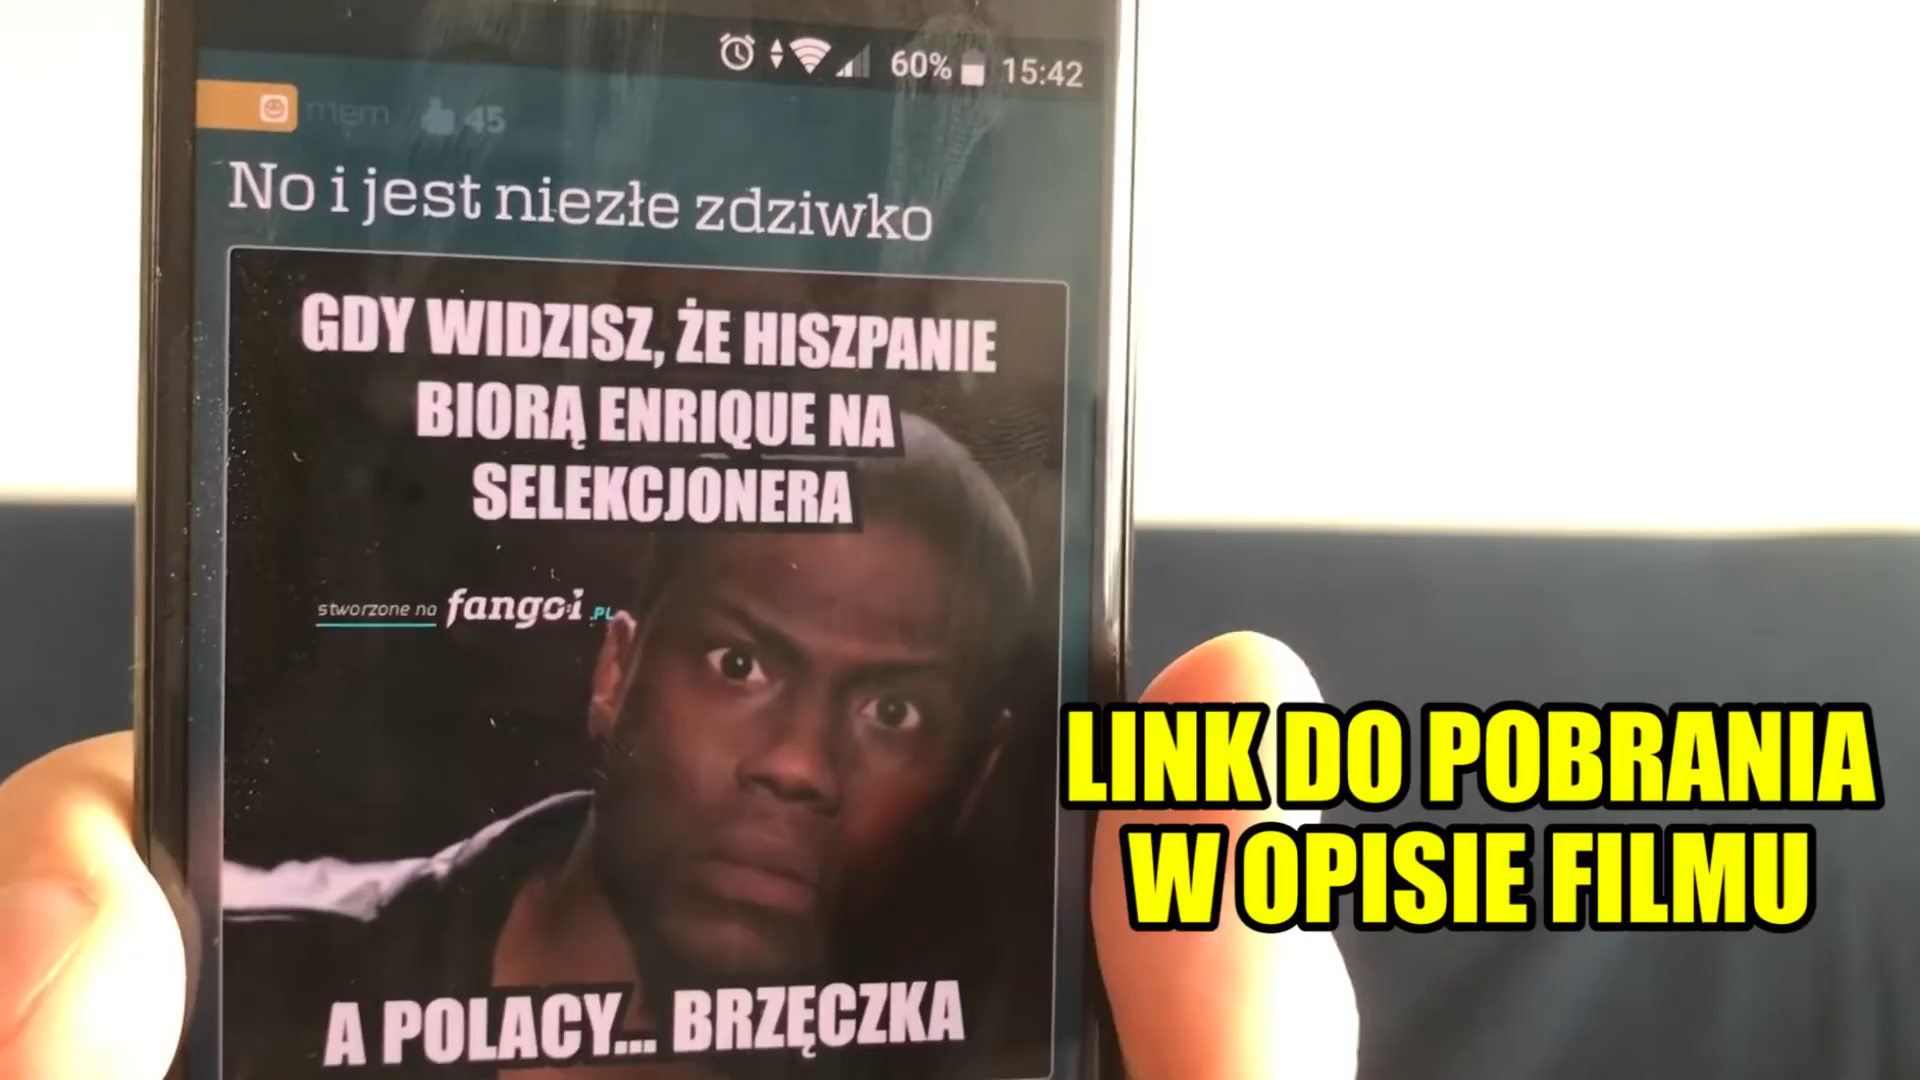 60% 15:42
mem 45
No i jest niezłe zdziwko
GDY WIDZISZ, ŻE HISZPANIE
BIORĄ ENRIQUE NA
SELEKCJONERA
stworzone na fangol.PL
A POLACY... BRZĘCZKA
LINK DO POBRANIA
W OPISIE FILMU